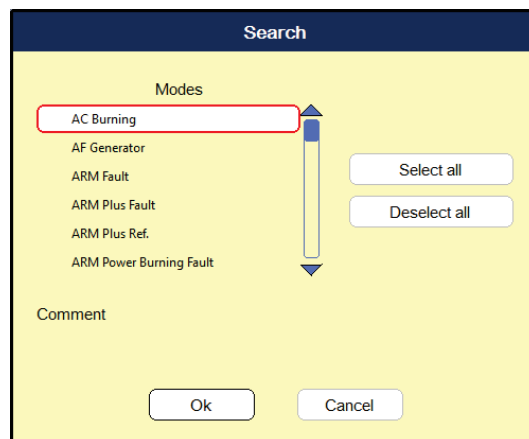 Search
Modes
AC Burning
AF Generator
ARM Fault
ARM Plus Fault
ARM Plus Ref.
ARM Power Burning Fault
Select all
Deselect all
Comment
Ok
Cancel